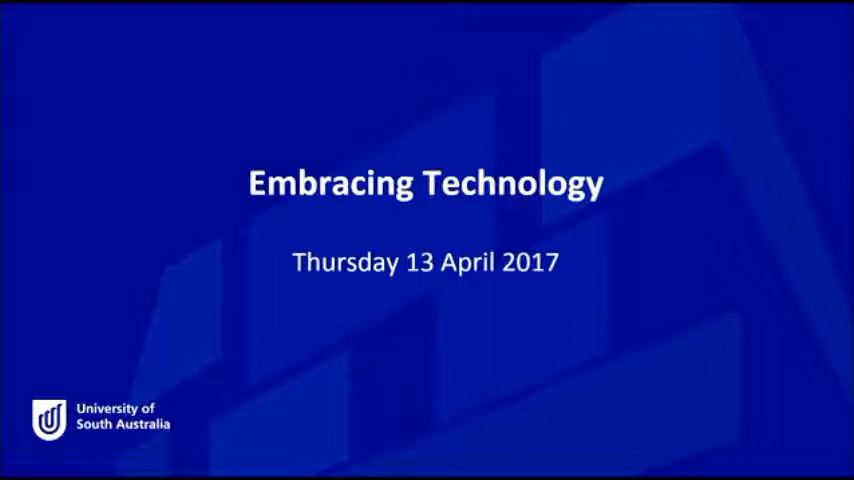 Embracing Technology
Thursday 13 April 2017
University of
South Australia